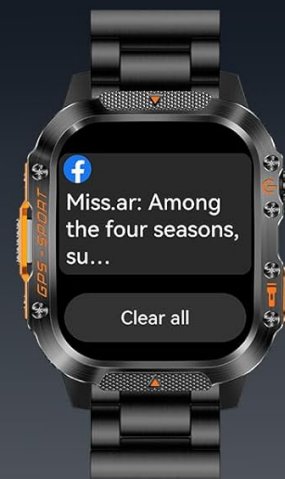 Miss.ar: Among
the four seasons,
su...
Clear all
GPS - SPORT